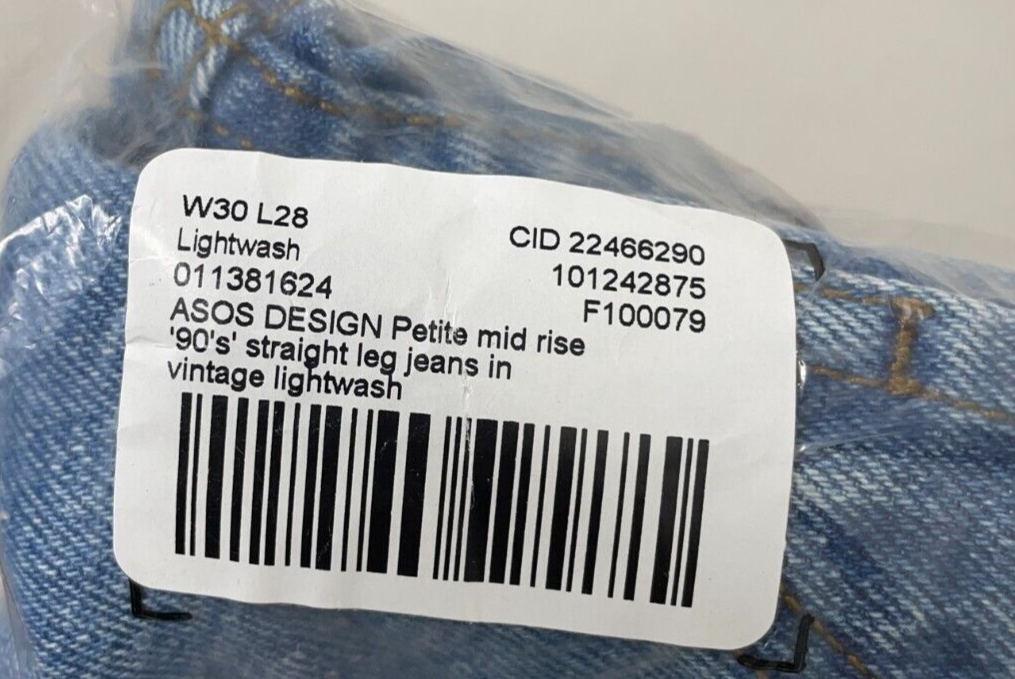 W30 L28
Lightwash
011381624
CID 22466290
101242875
F100079
ASOS DESIGN Petite mid rise
'90's' straight leg jeans in
vintage lightwash